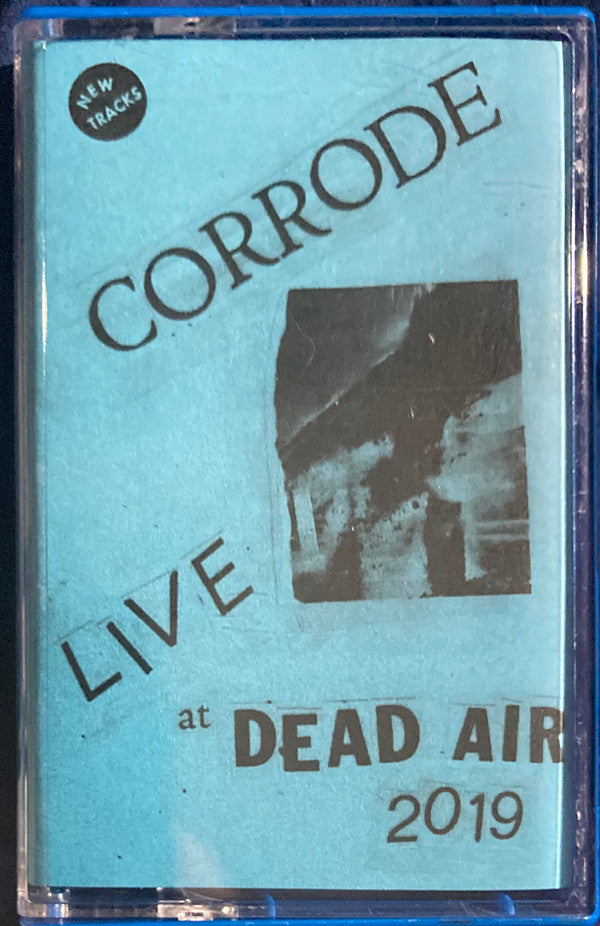 NEW
TRACKS
CORRODE
LIVE
at DEAD AIR
2019